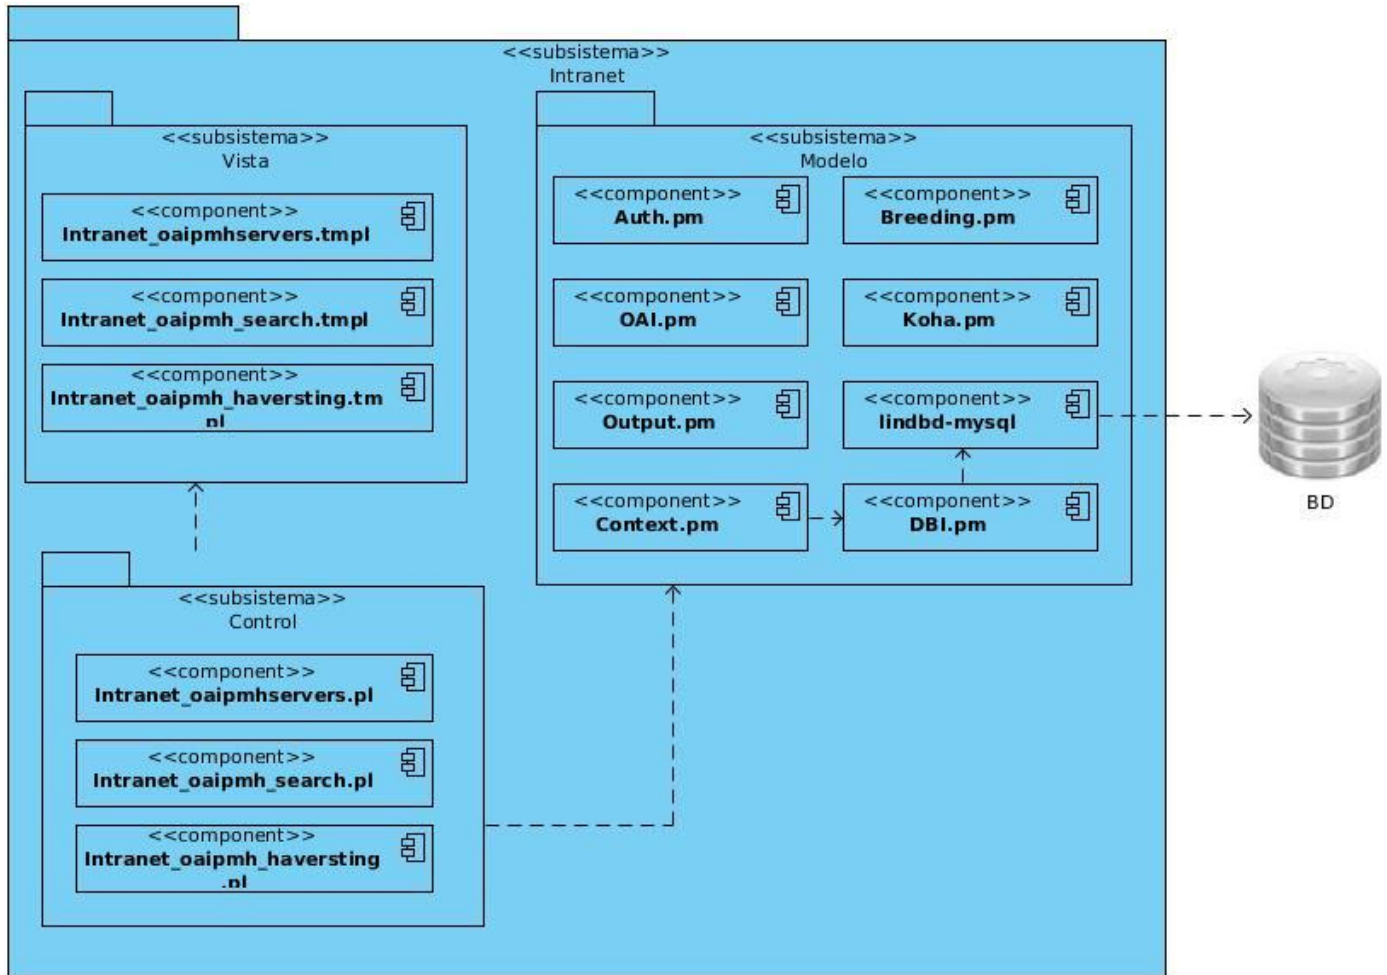 <<subsistema>>
Intranet
<<subsistema>>
Vista
<<component>>
Intranet_oaipmhservers.tmpl
<<component>>
Intranet_oaipmh_search.tmpl
<<component>>
Intranet_oaipmh_haversting.tm
pl
<<subsistema>>
Modelo
<<component>>
Auth.pm
<<component>>
Breeding.pm
<<component>>
OAI.pm
<<component>>
Koha.pm
<<component>>
Output.pm
<<component>>
lindbd-mysql
<<component>>
Context.pm
<<component>>
DBI.pm
BD
<<subsistema>>
Control
<<component>>
Intranet_oaipmhservers.pl
<<component>>
Intranet_oaipmh_search.pl
<<component>>
Intranet_oaipmh_haversting
.pl